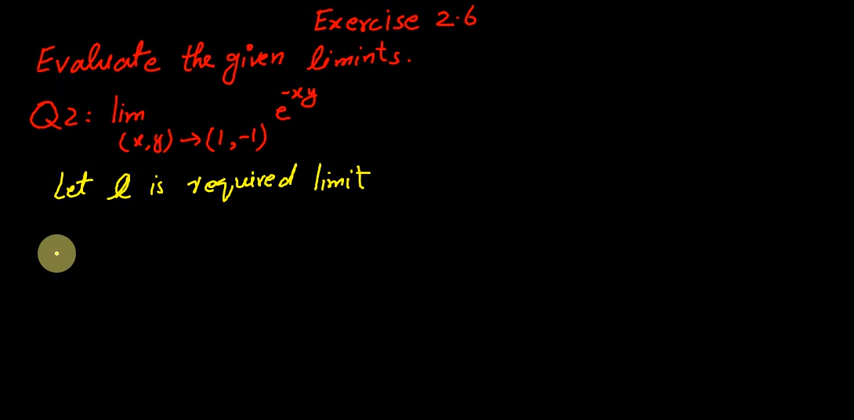 Exercise 2.6
Evaluate the given limints.
Q2: lim (x,y)→(1,-1) e^-xy
Let l is required limit